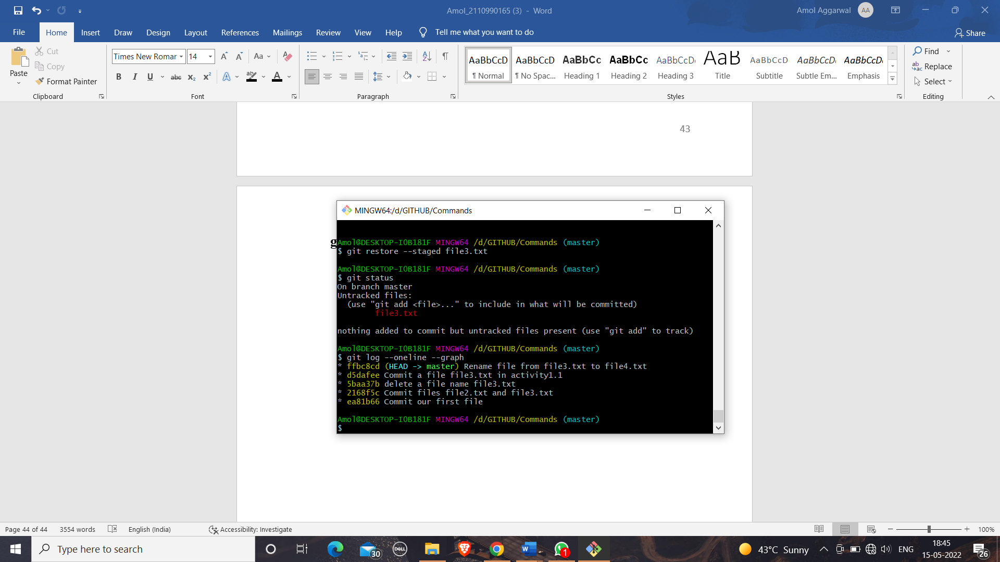 Amol_2110990165 (3) - Word
Amol Aggarwal AA
File Home Insert Draw Design Layout References Mailings Review View Help Tell me what you want to do Share
Paste
Cut
Copy
Format Painter
Clipboard
Times New Roman 14
Font
Paragraph
AaBbCcD AaBbCcD AaBbCc AaBbCc AaBbCcD AaB AaBbCcD AaBbCcD AaBbCcD
¶ Normal ¶ No Spac... Heading 1 Heading 2 Heading 3 Title Subtitle Subtle Em... Emphasis
Styles
Find
Replace
Select
Editing
43
g
MINGW64:/d/GITHUB/Commands
Amol@DESKTOP-IOB181F MINGW64 /d/GITHUB/Commands (master)
$ git restore --staged file3.txt
Amol@DESKTOP-IOB181F MINGW64 /d/GITHUB/Commands (master)
$ git status
On branch master
Untracked files:
(use "git add <file>..." to include in what will be committed)
file3.txt
nothing added to commit but untracked files present (use "git add" to track)
Amol@DESKTOP-IOB181F MINGW64 /d/GITHUB/Commands (master)
$ git log --oneline --graph
* ffbc8cd (HEAD -> master) Rename file from file3.txt to file4.txt
* d5dafee Commit a file file3.txt in activity1.1
* 5baa37b delete a file name file3.txt
* 2168f5c Commit files file2.txt and file3.txt
* ea81b66 Commit our first file
Amol@DESKTOP-IOB181F MINGW64 /d/GITHUB/Commands (master)
$
Page 44 of 44 3554 words English (India) Accessibility: Investigate 100%
Type here to search
30
DELL
1
43°C Sunny
ENG
18:45
15-05-2022
26